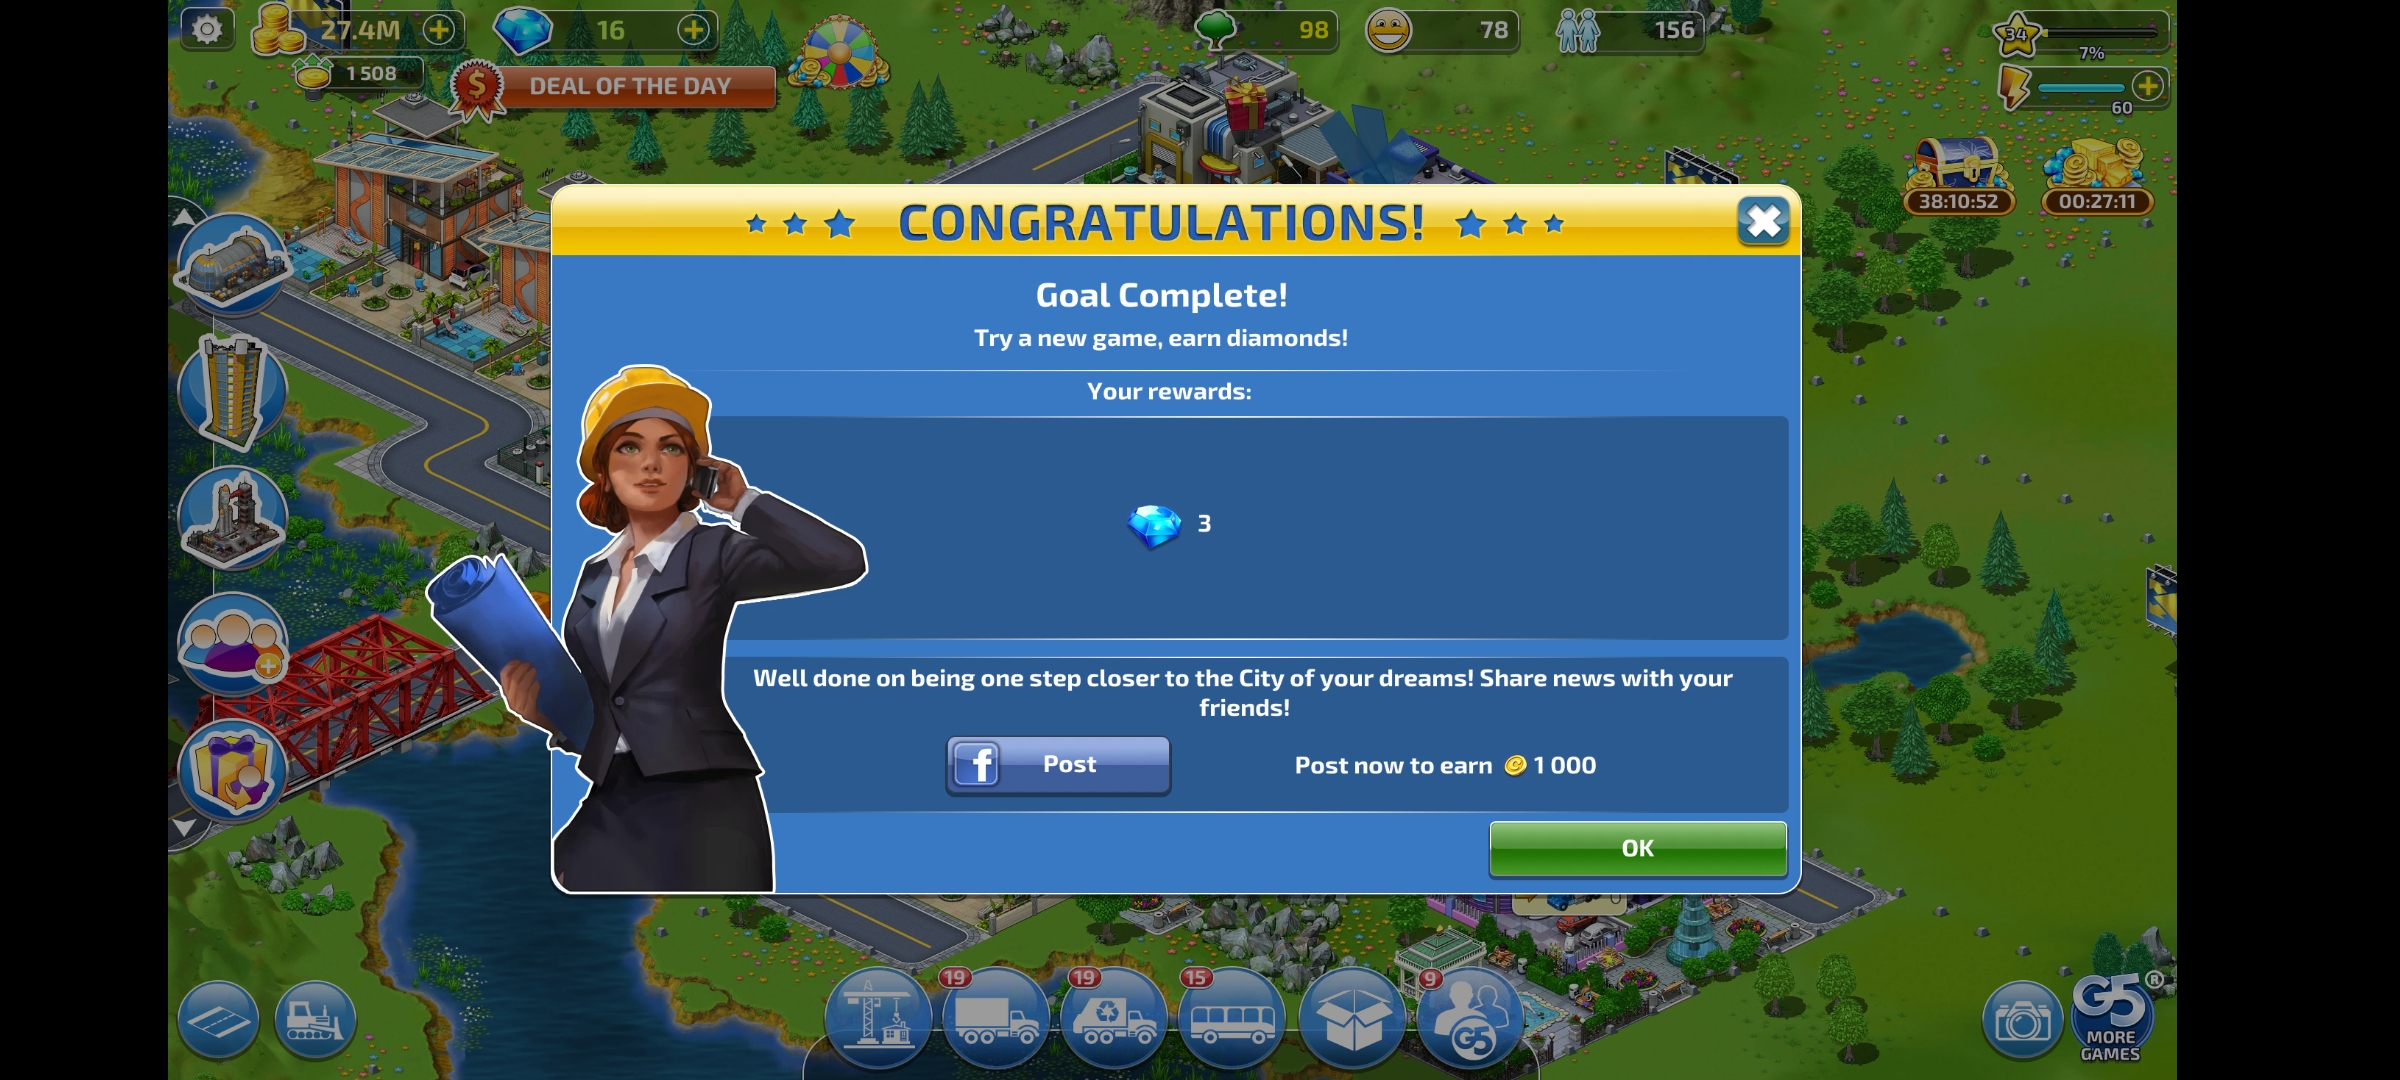 27.4M
16
98
78
156
34
7%
1 508
DEAL OF THE DAY
60
38:10:52
00:27:11
CONGRATULATIONS!
Goal Complete!
Try a new game, earn diamonds!
Your rewards:
3
Well done on being one step closer to the City of your dreams! Share news with your
friends!
f Post
Post now to earn 1 000
OK
19
19
15
9
G5
G5®
MORE
GAMES